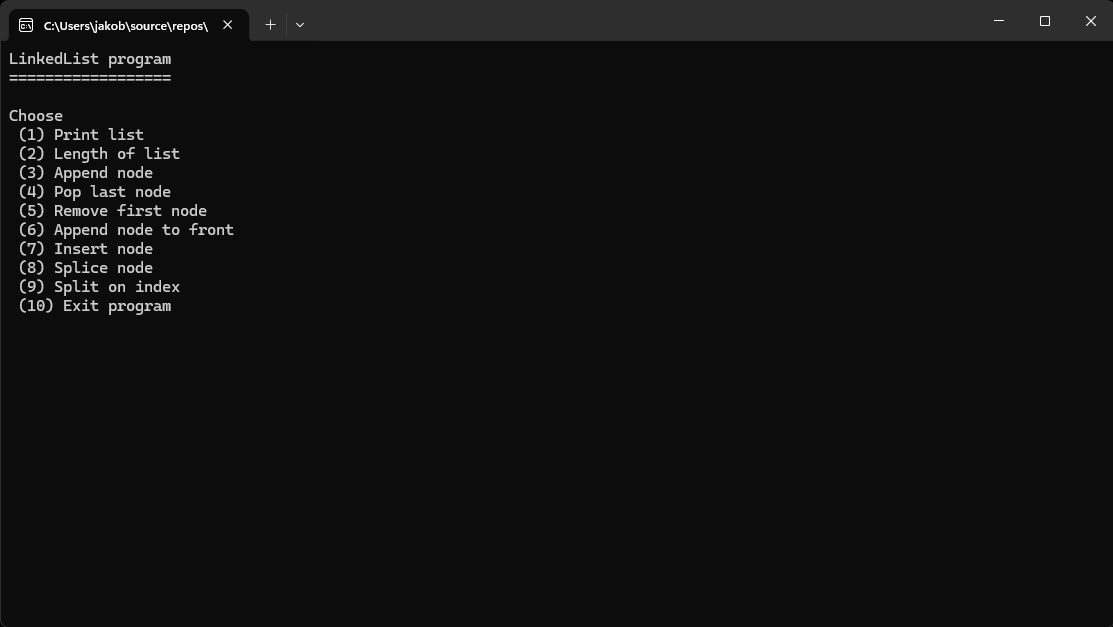 C:\Users\jakob\source\repos\
LinkedList program
==================
Choose
(1) Print list
(2) Length of list
(3) Append node
(4) Pop last node
(5) Remove first node
(6) Append node to front
(7) Insert node
(8) Splice node
(9) Split on index
(10) Exit program